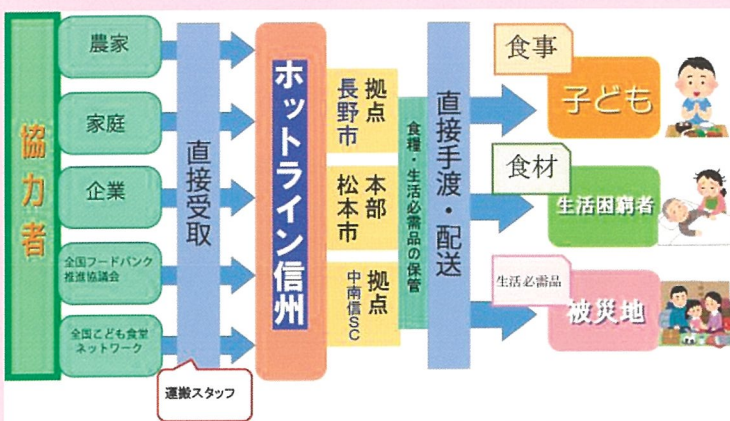 協力者
農家
家庭
企業
全国フードバンク
推進協議会
全国こども食堂
ネットワーク
直接受取
運搬スタッフ
ホットライン信州
拠点
長野市
本部
松本市
拠点
中南信SC
食糧・生活必需品の保管
直接手渡・配送
食事
子ども
食材
生活困窮者
生活必需品
被災地